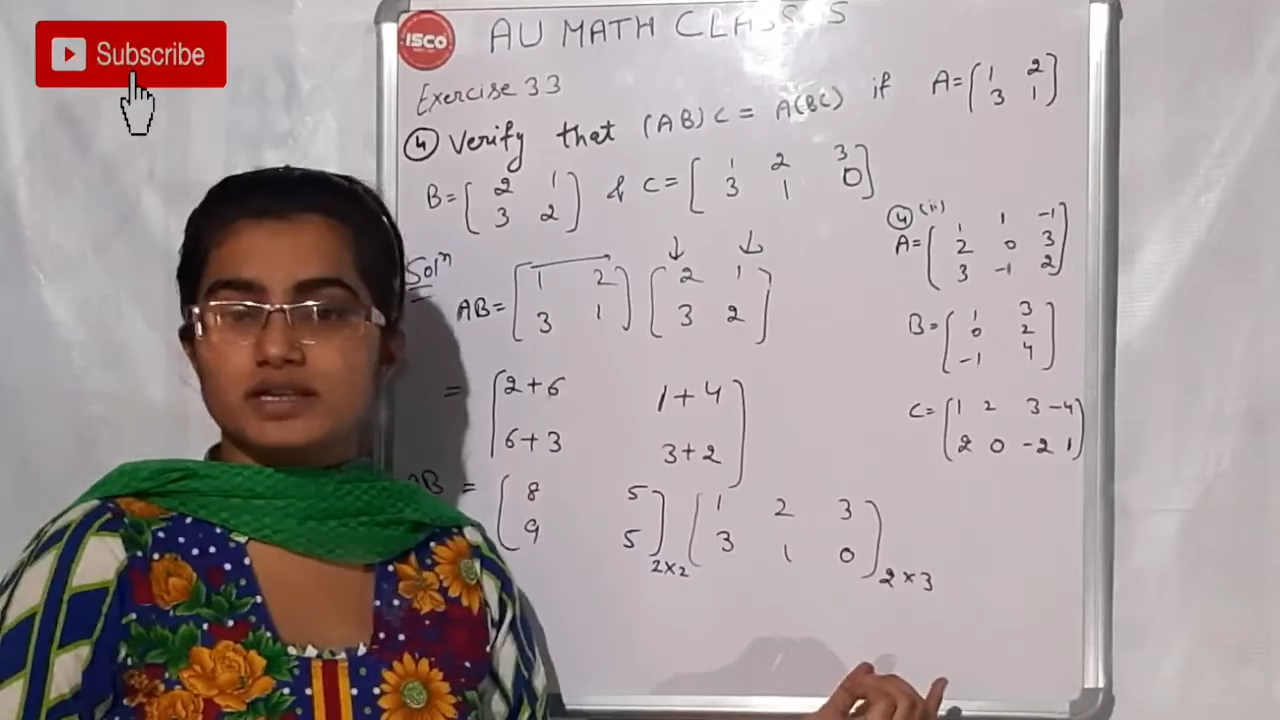 Subscribe
ISCO
AU MATH CLASSES
Exercise 33
④ Verify that (AB)C = A(BC) if A = [1 2
3 1]
B = [2 1
3 2] & C = [1 2 3
3 1 0]
Solⁿ
AB = [1 2
3 1] [2 1
3 2]
= [2+6 1+4
6+3 3+2]
AB = [8 5
9 5]2×2 [1 2 3
3 1 0]2×3
④ (ii)
A = [1 1 -1
2 0 3
3 -1 2]
B = [1 3
0 2
-1 4]
C = [1 2 3 -4
2 0 -2 1]